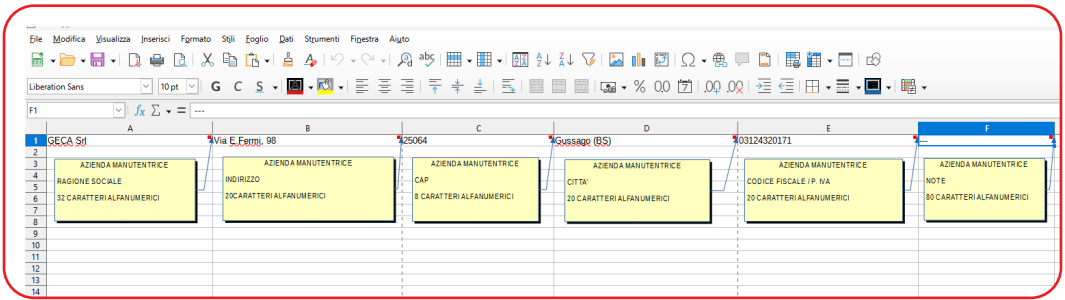 File Modifica Visualizza Inserisci Formato Stili Foglio Dati Strumenti Finestra Aiuto
Liberation Sans 10 pt G C S
F1 fx Σ = ---
A B C D E F
1 GECA Srl Via E.Fermi, 98 25064 Gussago (BS) 03124320171 ---
2
3 AZIENDA MANUTENTRICE AZIENDA MANUTENTRICE AZIENDA MANUTENTRICE AZIENDA MANUTENTRICE AZIENDA MANUTENTRICE AZIENDA MANUTENTRICE
4 RAGIONE SOCIALE INDIRIZZO CAP CITTA' CODICE FISCALE / P. IVA NOTE
5
6 32 CARATTERI ALFANUMERICI 20CARATTERI ALFANUMERICI 8 CARATTERI ALFANUMERICI 20 CARATTERI ALFANUMERICI 20 CARATTERI ALFANUMERICI 80 CARATTERI ALFANUMERICI
7
8
9
10
11
12
13
14